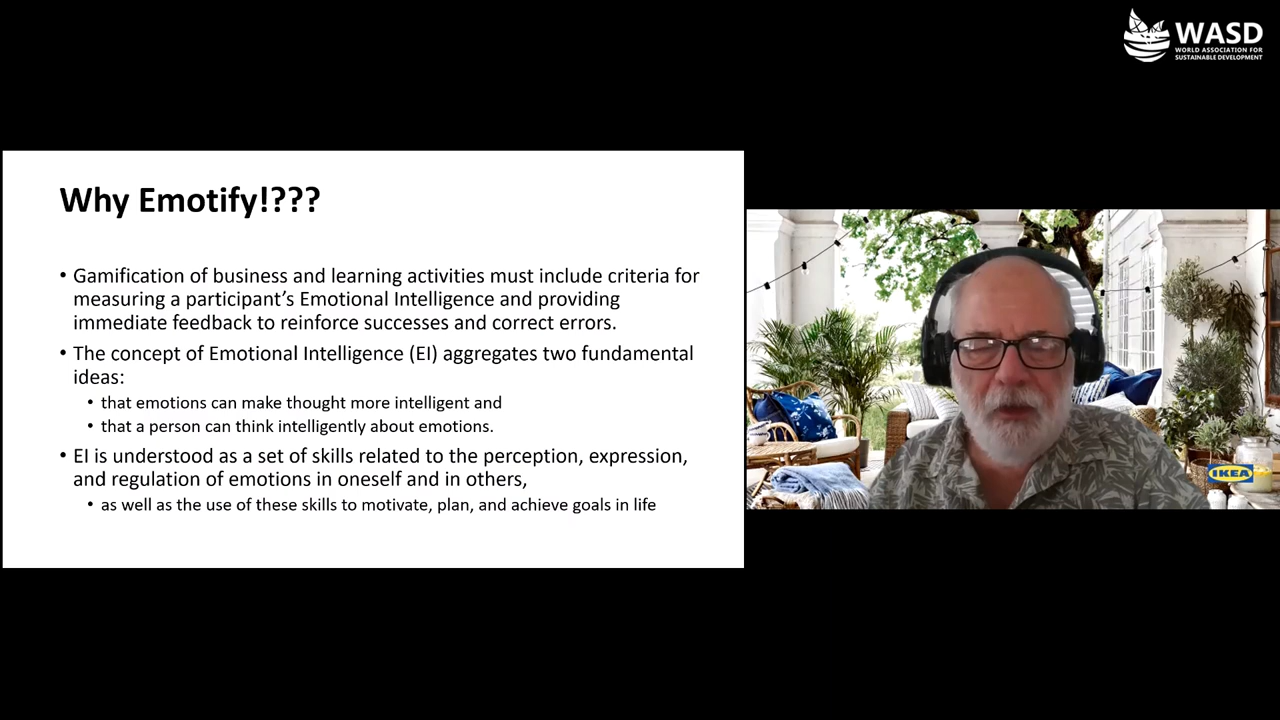 WASD
WORLD ASSOCIATION FOR
SUSTAINABLE DEVELOPMENT
Why Emotify!???
• Gamification of business and learning activities must include criteria for
measuring a participant’s Emotional Intelligence and providing
immediate feedback to reinforce successes and correct errors.
• The concept of Emotional Intelligence (EI) aggregates two fundamental
ideas:
• that emotions can make thought more intelligent and
• that a person can think intelligently about emotions.
• EI is understood as a set of skills related to the perception, expression,
and regulation of emotions in oneself and in others,
• as well as the use of these skills to motivate, plan, and achieve goals in life
IKEA